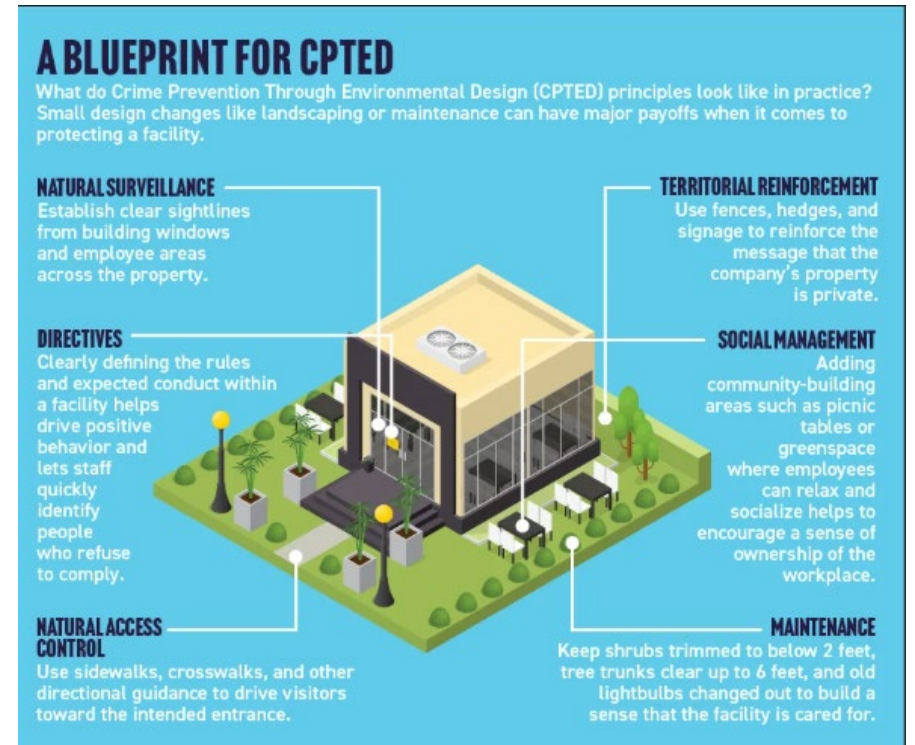 A BLUEPRINT FOR CPTED
What do Crime Prevention Through Environmental Design (CPTED) principles look like in practice?
Small design changes like landscaping or maintenance can have major payoffs when it comes to
protecting a facility.
NATURAL SURVEILLANCE
Establish clear sightlines
from building windows
and employee areas
across the property.
DIRECTIVES
Clearly defining the rules
and expected conduct within
a facility helps
drive positive
behavior and
lets staff
quickly
identify
people
who refuse
to comply.
NATURAL ACCESS
CONTROL
Use sidewalks, crosswalks, and other
directional guidance to drive visitors
toward the intended entrance.
TERRITORIAL REINFORCEMENT
Use fences, hedges, and
signage to reinforce the
message that the
company's property
is private.
SOCIAL MANAGEMENT
Adding
community-building
areas such as picnic
tables or
greenspace
where employees
can relax and
socialize helps to
encourage a sense of
ownership of the
workplace.
MAINTENANCE
Keep shrubs trimmed to below 2 feet,
tree trunks clear up to 6 feet, and old
lightbulbs changed out to build a
sense that the facility is cared for.